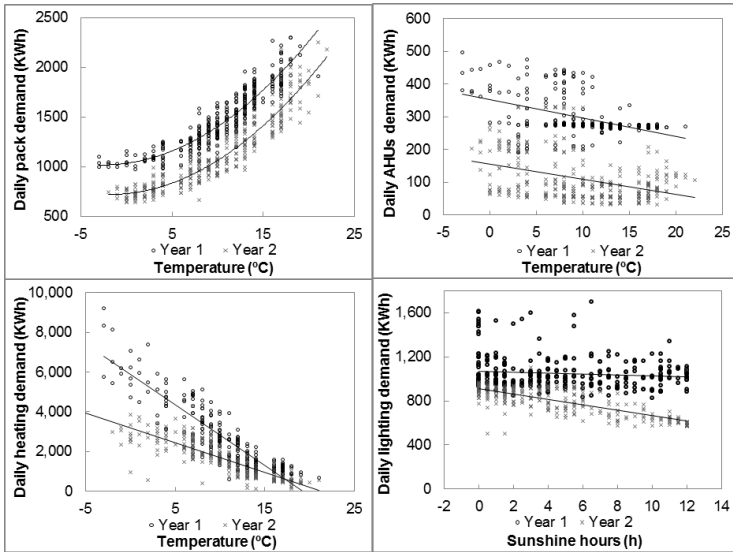 Daily pack demand (KWh)
2500
2000
1500
1000
500
-5 5 15 25
○ Year 1 × Year 2
Temperature (ºC)
Daily AHUs demand (KWh)
600
500
400
300
200
100
0
-5 0 5 10 15 20 25
○ Year 1 × Year 2
Temperature (ºC)
Daily heating demand (KWh)
10,000
8,000
6,000
4,000
2,000
0
-5 5 15 25
○ Year 1 × Year 2
Temperature (ºC)
Daily lighting demand (KWh)
1,600
1,200
800
400
0
-2 0 2 4 6 8 10 12 14
○ Year 1 × Year 2
Sunshine hours (h)